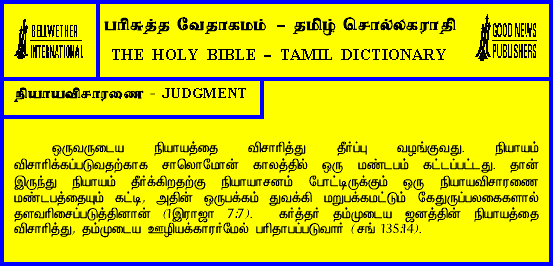 BELLWETHER
INTERNATIONAL
பரிசுத்த வேதாகமம் – தமிழ் சொல்லகராதி
THE HOLY BIBLE – TAMIL DICTIONARY
GOOD NEWS
PUBLISHERS
நியாயவிசாரணை - JUDGMENT
ஒருவருடைய நியாயத்தை விசாரித்து தீர்ப்பு வழங்குவது. நியாயம்
விசாரிக்கப்படுவதற்காக சாலொமோன் காலத்தில் ஒரு மண்டபம் கட்டப்பட்டது. தான்
இருந்து நியாயம் தீர்க்கிறதற்கு நியாயாசனம் போட்டிருக்கும் ஒரு நியாயவிசாரணை
மண்டபத்தையும் கட்டி, அதின் ஒருபக்கம் துவக்கி மறுபக்கமட்டும் கேதுருப்பலகைகளால்
தளவரிசைப்படுத்தினான் (1இராஜா 7:7). கர்த்தர் தம்முடைய ஜனத்தின் நியாயத்தை
விசாரித்து, தம்முடைய ஊழியக்காரர்மேல் பரிதாபப்படுவார் (சங் 135:14).